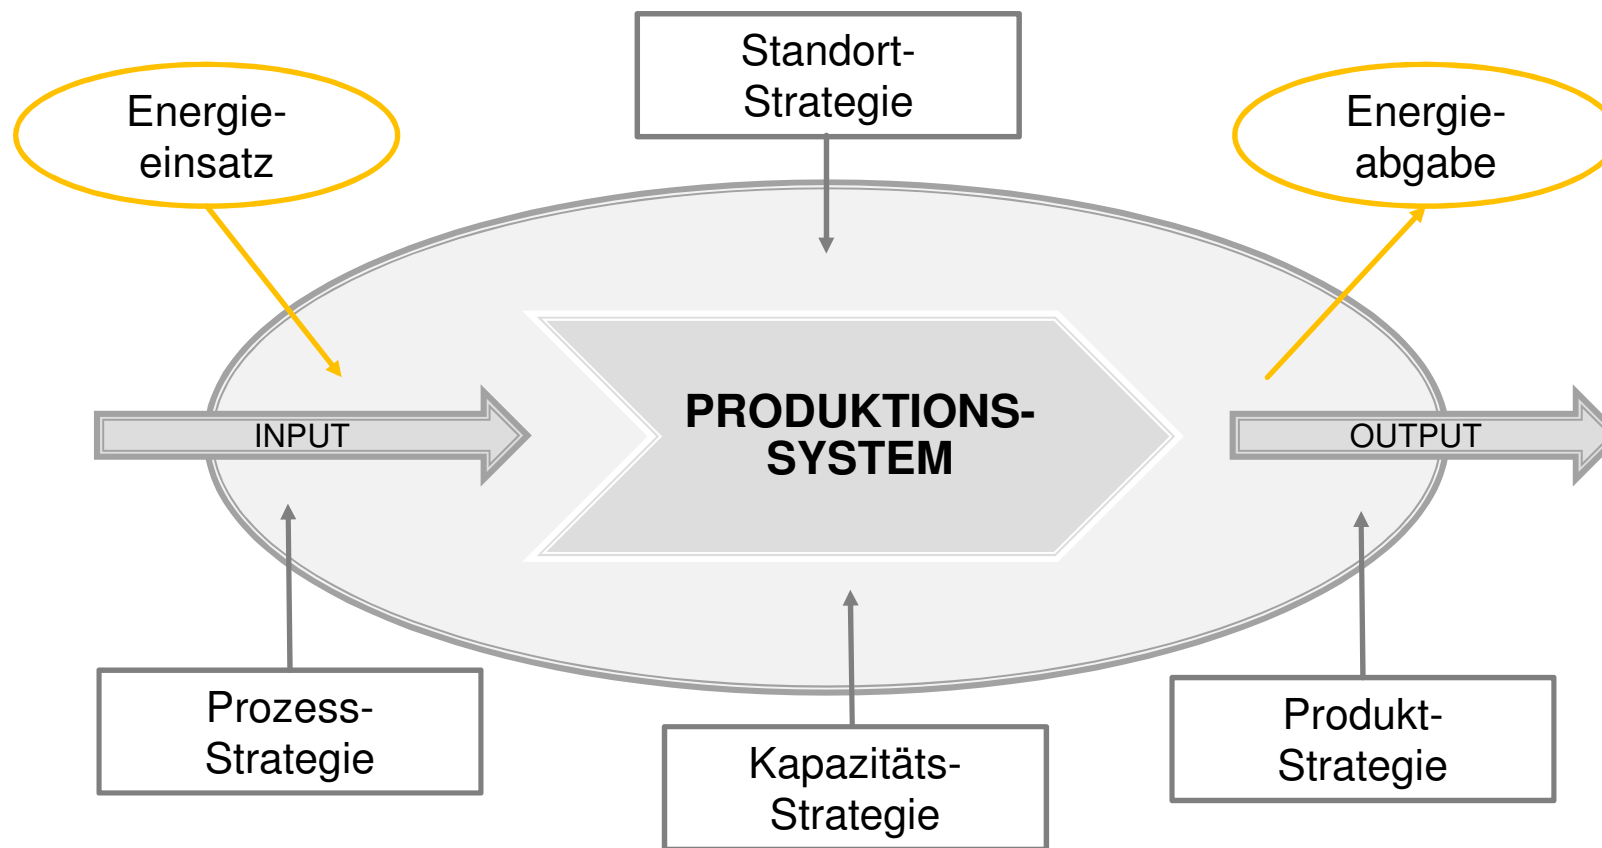 Standort-
Strategie
Energie-
einsatz
Energie-
abgabe
PRODUKTIONS-
SYSTEM
INPUT
OUTPUT
Prozess-
Strategie
Kapazitäts-
Strategie
Produkt-
Strategie